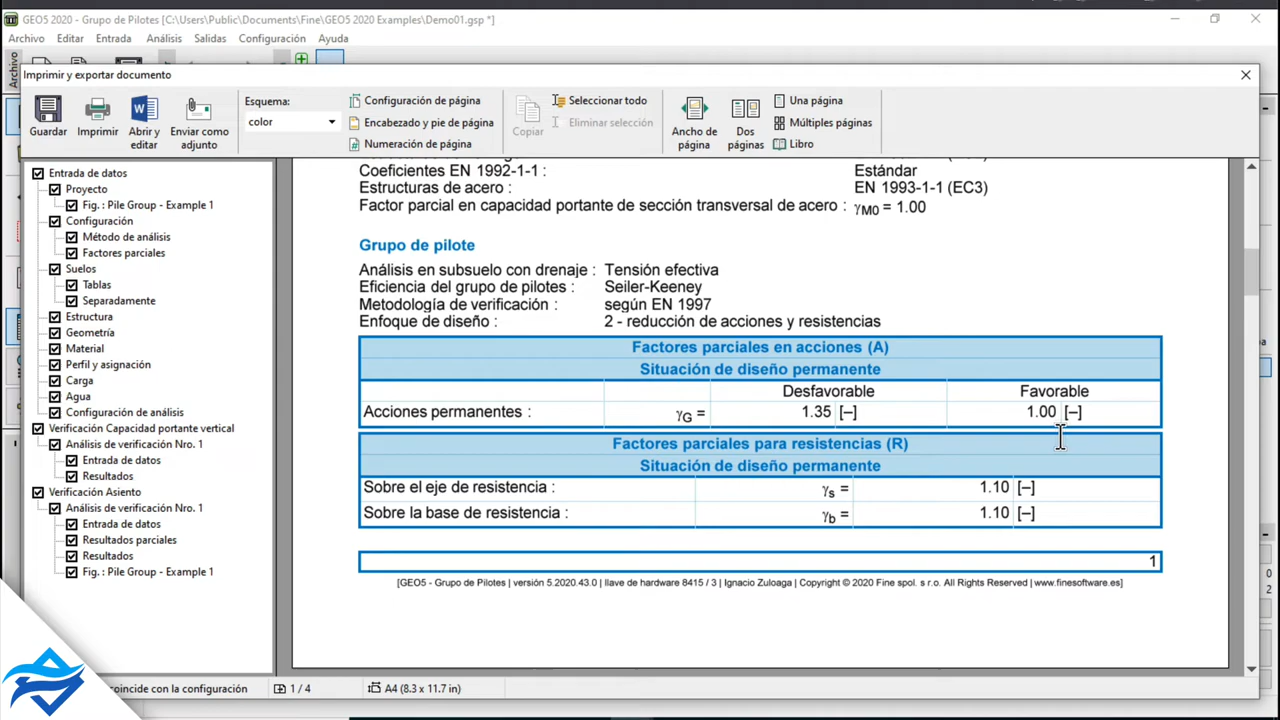 GEO5 2020 - Grupo de Pilotes [C:\Users\Public\Documents\Fine\GEO5 2020 Examples\Demo01.gsp *]
Archivo Editar Entrada Análisis Salidas Configuración Ayuda
Archivo
Imprimir y exportar documento
Guardar
Imprimir
Abrir y editar
Enviar como adjunto
Esquema:
color
Configuración de página
Encabezado y pie de página
Numeración de página
Copiar
Seleccionar todo
Eliminar selección
Ancho de página
Dos páginas
Una página
Múltiples páginas
Libro
Entrada de datos
Proyecto
Fig. : Pile Group - Example 1
Configuración
Método de análisis
Factores parciales
Suelos
Tablas
Separadamente
Estructura
Geometría
Material
Perfil y asignación
Carga
Agua
Configuración de análisis
Verificación Capacidad portante vertical
Análisis de verificación Nro. 1
Entrada de datos
Resultados
Verificación Asiento
Análisis de verificación Nro. 1
Entrada de datos
Resultados parciales
Resultados
Fig. : Pile Group - Example 1
Coeficientes EN 1992-1-1 : Estándar
Estructuras de acero : EN 1993-1-1 (EC3)
Factor parcial en capacidad portante de sección transversal de acero : γM0 = 1.00
Grupo de pilote
Análisis en subsuelo con drenaje : Tensión efectiva
Eficiencia del grupo de pilotes : Seiler-Keeney
Metodología de verificación : según EN 1997
Enfoque de diseño : 2 - reducción de acciones y resistencias
Factores parciales en acciones (A)
Situación de diseño permanente
Desfavorable Favorable
Acciones permanentes : γG = 1.35 [–] 1.00 [–]
Factores parciales para resistencias (R)
Situación de diseño permanente
Sobre el eje de resistencia : γs = 1.10 [–]
Sobre la base de resistencia : γb = 1.10 [–]
1
[GEO5 - Grupo de Pilotes | versión 5.2020.43.0 | llave de hardware 8415 / 3 | Ignacio Zuloaga | Copyright © 2020 Fine spol. s r.o. All Rights Reserved | www.finesoftware.es]
coincide con la configuración 1 / 4 A4 (8.3 x 11.7 in)